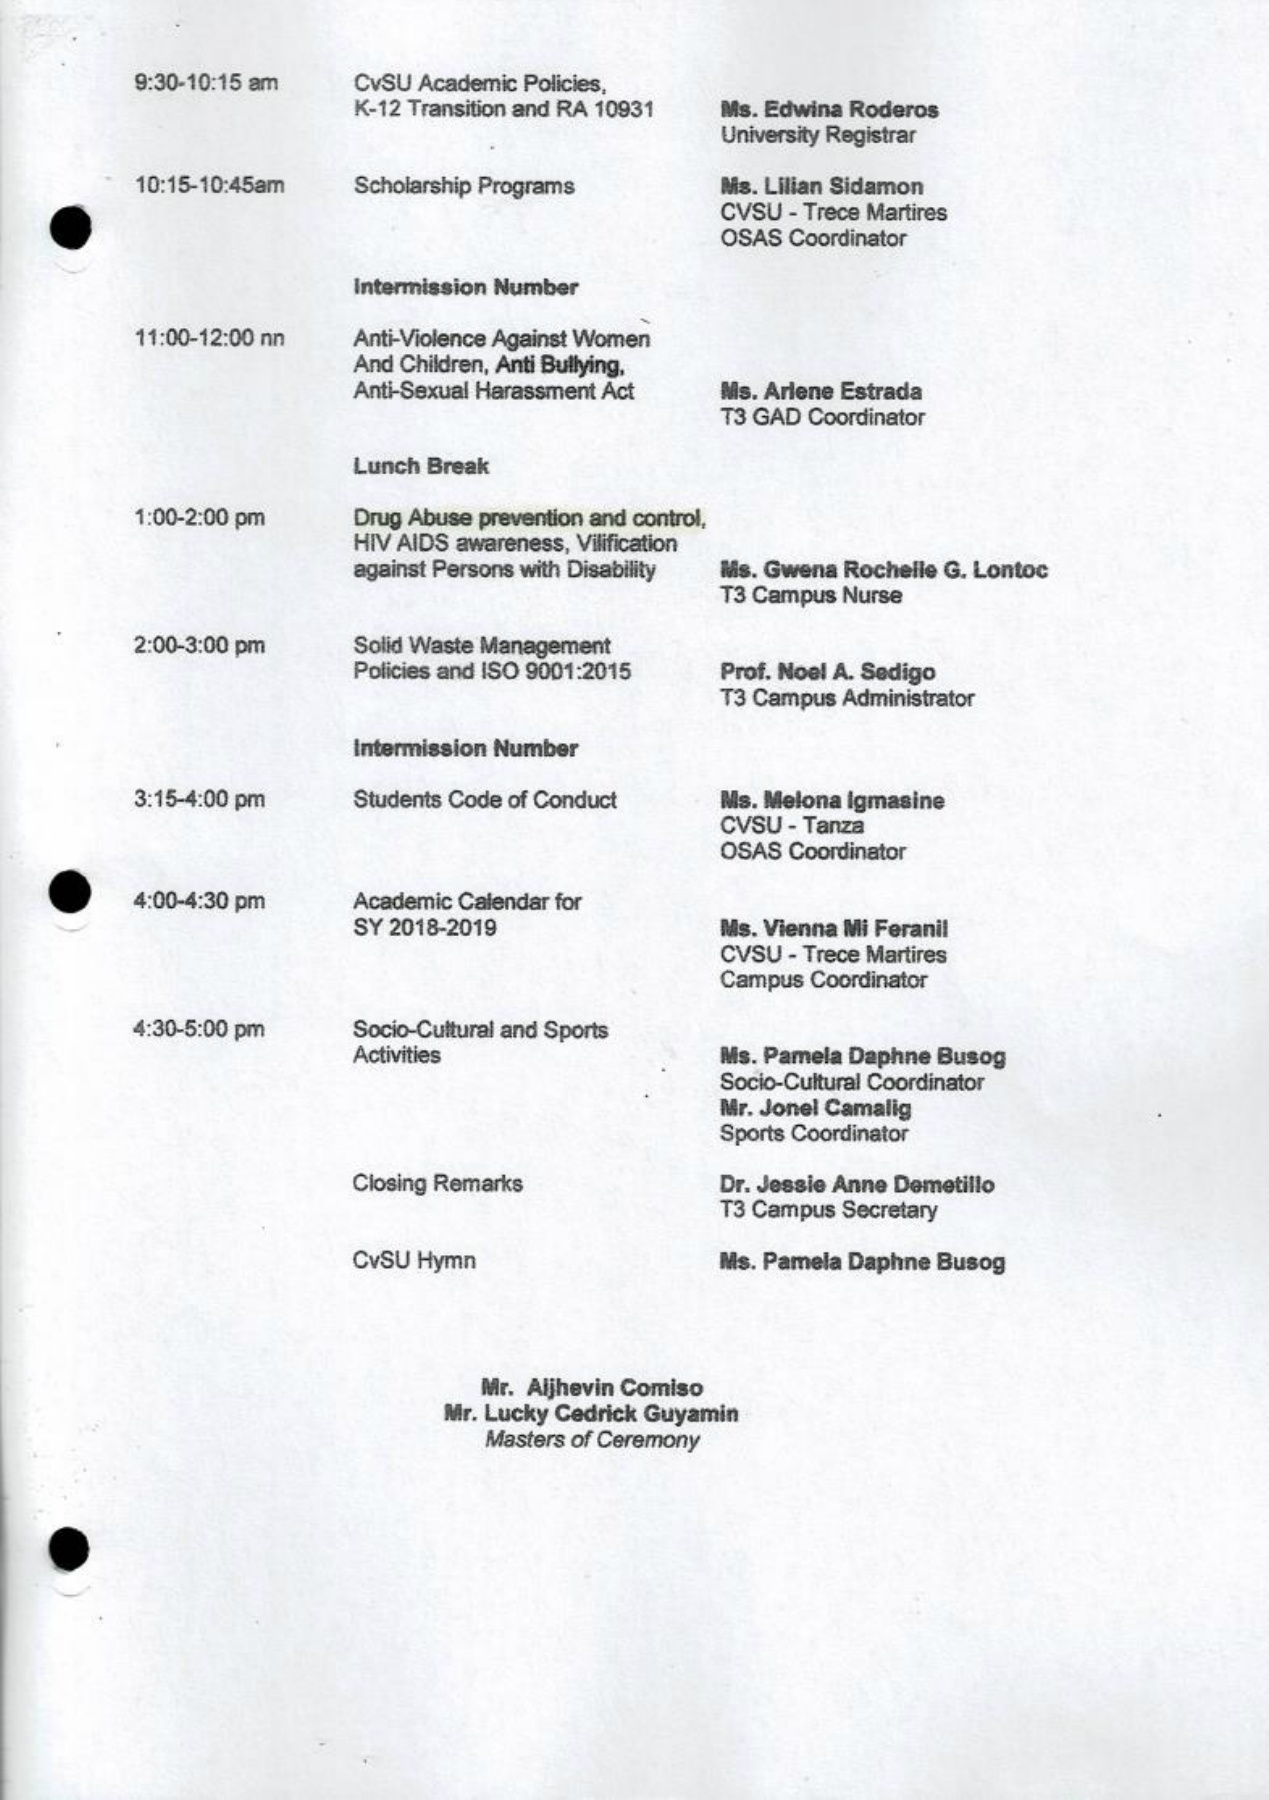 9:30-10:15 am CvSU Academic Policies,
K-12 Transition and RA 10931 Ms. Edwina Roderos
University Registrar
10:15-10:45am Scholarship Programs Ms. Lilian Sidamon
CVSU - Trece Martires
OSAS Coordinator
Intermission Number
11:00-12:00 nn Anti-Violence Against Women
And Children, Anti Bullying,
Anti-Sexual Harassment Act Ms. Arlene Estrada
T3 GAD Coordinator
Lunch Break
1:00-2:00 pm Drug Abuse prevention and control,
HIV AIDS awareness, Vilification
against Persons with Disability Ms. Gwena Rochelle G. Lontoc
T3 Campus Nurse
2:00-3:00 pm Solid Waste Management
Policies and ISO 9001:2015 Prof. Noel A. Sedigo
T3 Campus Administrator
Intermission Number
3:15-4:00 pm Students Code of Conduct Ms. Melona Igmasine
CVSU - Tanza
OSAS Coordinator
4:00-4:30 pm Academic Calendar for
SY 2018-2019 Ms. Vienna Mi Feranil
CVSU - Trece Martires
Campus Coordinator
4:30-5:00 pm Socio-Cultural and Sports
Activities Ms. Pamela Daphne Busog
Socio-Cultural Coordinator
Mr. Jonel Camalig
Sports Coordinator
Closing Remarks Dr. Jessie Anne Demetillo
T3 Campus Secretary
CvSU Hymn Ms. Pamela Daphne Busog
Mr. Aljhevin Comiso
Mr. Lucky Cedrick Guyamin
Masters of Ceremony